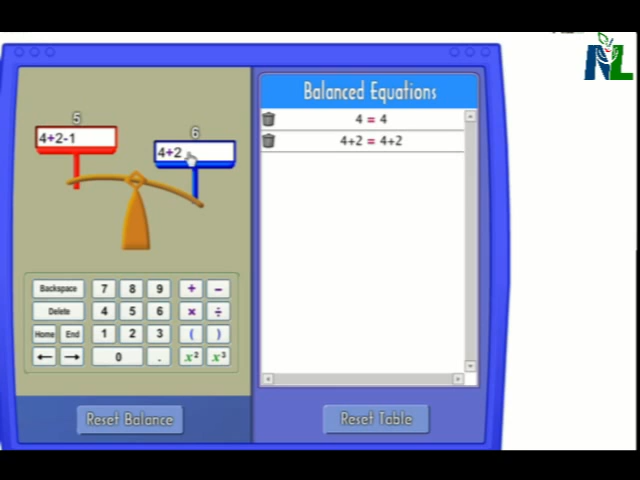 NL
5
6
4+2-1
4+2
Balanced Equations
4 = 4
4+2 = 4+2
Backspace 7 8 9 + -
Delete 4 5 6 × ÷
Home End 1 2 3 ( )
← → 0 . x² x³
Reset Balance
Reset Table